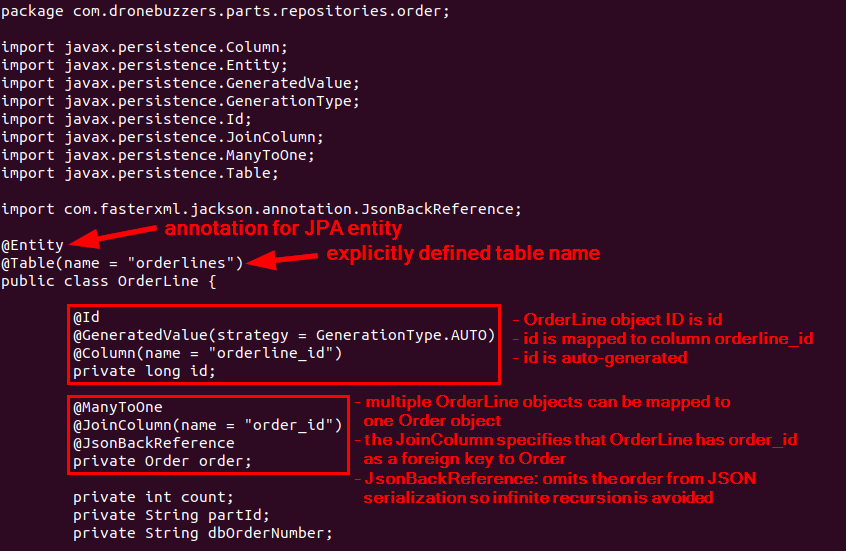 package com.dronebuzzers.parts.repositories.order;
import javax.persistence.Column;
import javax.persistence.Entity;
import javax.persistence.GeneratedValue;
import javax.persistence.GenerationType;
import javax.persistence.Id;
import javax.persistence.JoinColumn;
import javax.persistence.ManyToOne;
import javax.persistence.Table;
import com.fasterxml.jackson.annotation.JsonBackReference;
annotation for JPA entity
@Entity
explicitly defined table name
@Table(name = "orderlines")
public class OrderLine {
@Id
@GeneratedValue(strategy = GenerationType.AUTO)
@Column(name = "orderline_id")
private long id;
- OrderLine object ID is id
- id is mapped to column orderline_id
- id is auto-generated
@ManyToOne
@JoinColumn(name = "order_id")
@JsonBackReference
private Order order;
- multiple OrderLine objects can be mapped to
one Order object
- the JoinColumn specifies that OrderLine has order_id
as a foreign key to Order
- JsonBackReference: omits the order from JSON
serialization so infinite recursion is avoided
private int count;
private String partId;
private String dbOrderNumber;